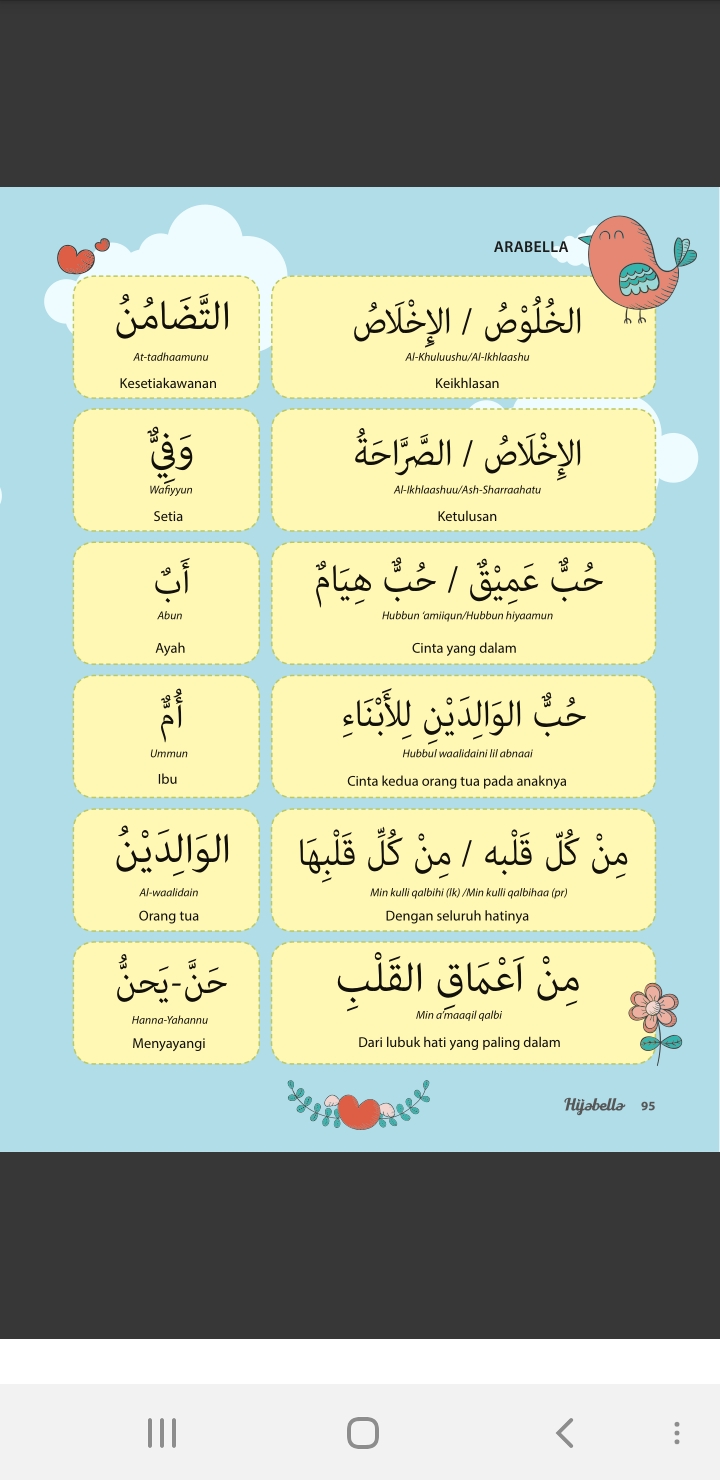 ARABELLA
التَّضَامُنُ
At-tadhaamunu
Kesetiakawanan
الخُلُوْصُ / الإِخْلَاصُ
Al-Khuluushu/Al-Ikhlaashu
Keikhlasan
وَفِيٌّ
Wafiyyun
Setia
الإِخْلَاصُ / الصَّرَّاحَةُ
Al-Ikhlaashuu/Ash-Sharraahatu
Ketulusan
أَبٌ
Abun
Ayah
حُبٌّ عَمِيْقٌ / حُبٌّ هِيَامٌ
Hubbun ‘amiiqun/Hubbun hiyaamun
Cinta yang dalam
أُمٌّ
Ummun
Ibu
حُبٌّ الوَالِدَيْنِ لِلأَبْنَاءِ
Hubbul waalidaini lil abnaai
Cinta kedua orang tua pada anaknya
الوَالِدَيْنُ
Al-waalidain
Orang tua
مِنْ كُلّ قَلْبه / مِنْ كُلِّ قَلْبِهَا
Min kulli qalbihi (lk) /Min kulli qalbihaa (pr)
Dengan seluruh hatinya
حَنَّ-يَحنُّ
Hanna-Yahannu
Menyayangi
مِنْ اَعْمَاقِ القَلْبِ
Min a’maaqil qalbi
Dari lubuk hati yang paling dalam
Hijabella 95